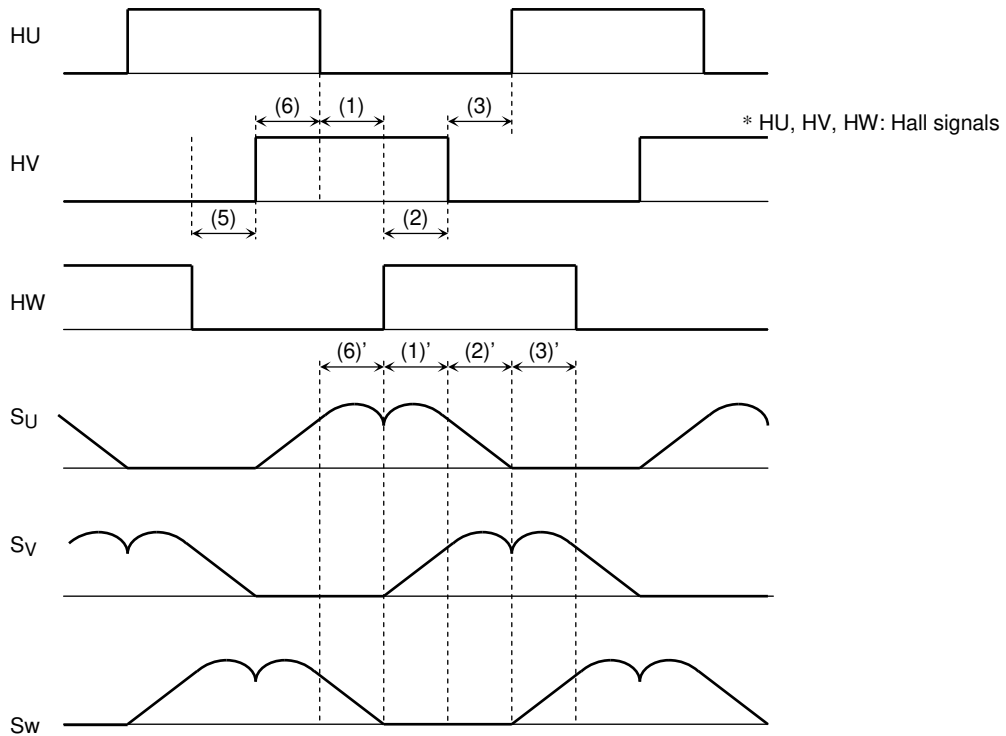 HU
(6) (1) (3)
* HU, HV, HW: Hall signals
HV
(5) (2)
HW
(6)’ (1)’ (2)’ (3)’
SU
SV
Sw